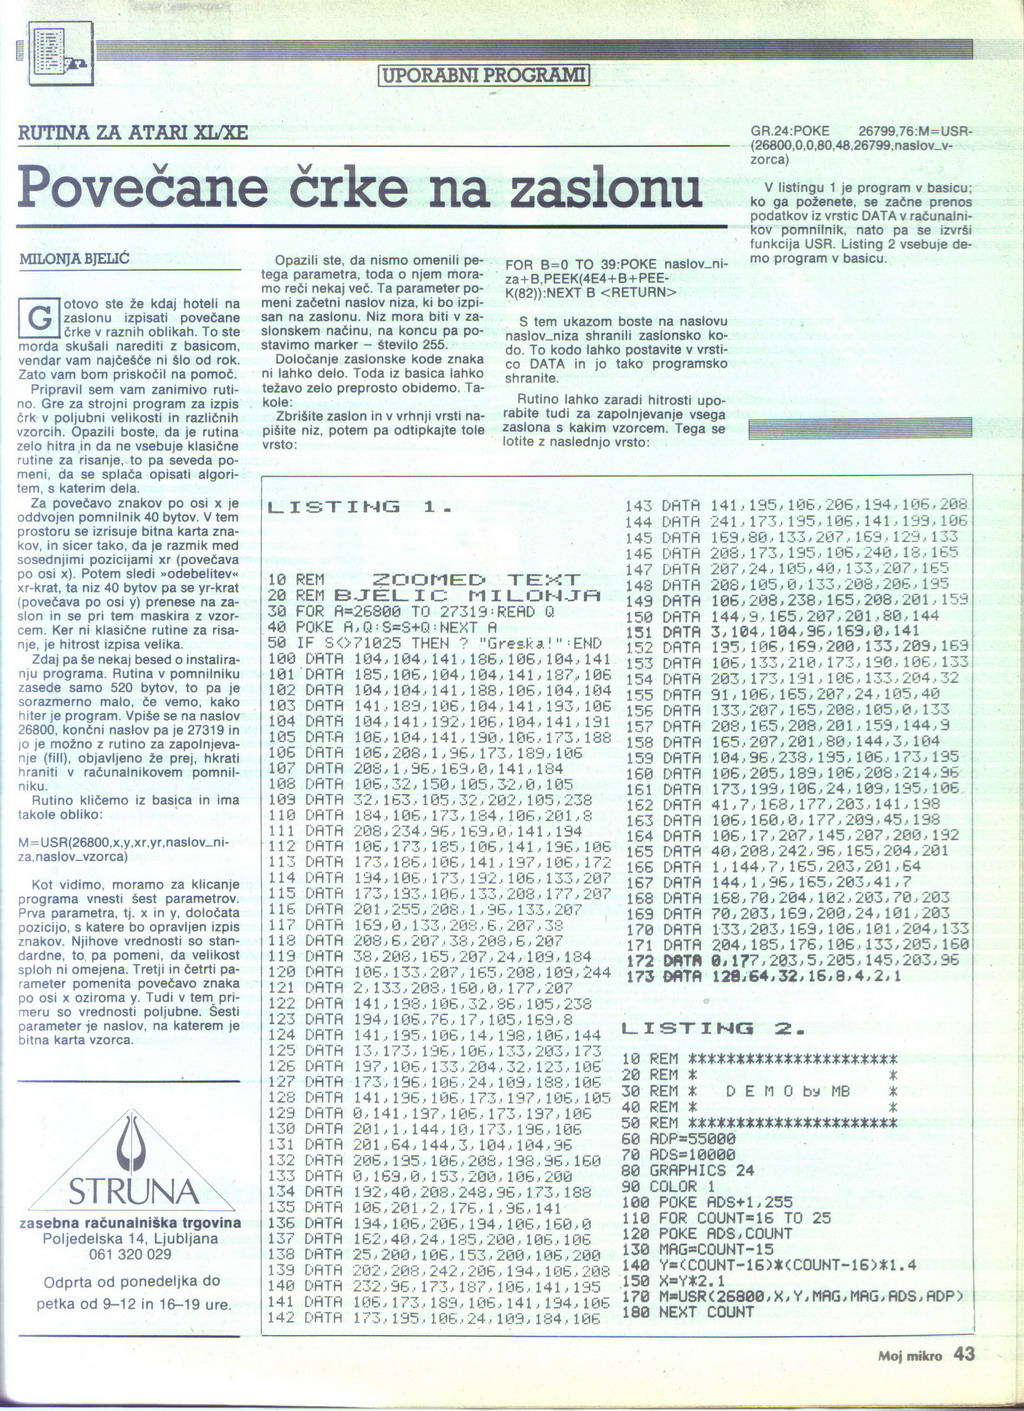 UPORABNI PROGRAMI
RUTINA ZA ATARI XL/XE
Povečane črke na zaslonu
MILONJA BJELIĆ
Gotovo ste že kdaj hoteli na
zaslonu izpisati povečane
črke v raznih oblikah. To ste
morda skušali narediti z basicom,
vendar vam najčešče ni šlo od rok.
Zato vam bom priskočil na pomoč.
Pripravil sem vam zanimivo ruti-
no. Gre za strojni program za izpis
črk v poljubni velikosti in različnih
vzorcih. Opazili boste, da je rutina
zelo hitra in da ne vsebuje klasične
rutine za risanje, to pa seveda po-
meni, da se splača opisati algori-
tem, s katerim dela.
Za povečavo znakov po osi x je
oddvojen pomnilnik 40 bytov. V tem
prostoru se izrisuje bitna karta zna-
kov, in sicer tako, da je razmik med
sosednjimi pozicijami xr (povečava
po osi x). Potem sledi »odebelitev«
xr-krat, ta niz 40 bytov pa se yr-krat
(povečava po osi y) prenese na za-
slon in se pri tem maskira z vzor-
cem. Ker ni klasične rutine za risa-
nje, je hitrost izpisa velika.
Zdaj pa še nekaj besed o instalira-
nju programa. Rutina v pomnilniku
zasede samo 520 bytov, to pa je
sorazmerno malo, če vemo, kako
hiter je program. Vpiše se na naslov
26800, končni naslov pa je 27319 in
jo je možno z rutino za zapolnjeva-
nje (fill), objavljeno že prej, hkrati
hraniti v računalnikovem pomnil-
niku.
Rutino kličemo iz basica in ima
takole obliko:
M=USR(26800,x,y,xr,yr,naslov_ni-
za,naslov_vzorca)
Kot vidimo, moramo za klicanje
programa vnesti šest parametrov.
Prva parametra, tj. x in y, določata
pozicijo, s katere bo opravljen izpis
znakov. Njihove vrednosti so stan-
dardne, to pa pomeni, da velikost
sploh ni omejena. Tretji in četrti pa-
rameter pomenita povečavo znaka
po osi x oziroma y. Tudi v tem pri-
meru so vrednosti poljubne. Šesti
parameter je naslov, na katerem je
bitna karta vzorca.
STRUNA
zasebna računalniška trgovina
Poljedelska 14, Ljubljana
061 320 029
Odprta od ponedeljka do
petka od 9–12 in 16–19 ure.
Opazili ste, da nismo omenili pe-
tega parametra, toda o njem mora-
mo reči nekaj več. Ta parameter po-
meni začetni naslov niza, ki bo izpi-
san na zaslonu. Niz mora biti v za-
slonskem načinu, na koncu pa po-
stavimo marker – število 255.
Določanje zaslonske kode znaka
ni lahko delo. Toda iz basica lahko
težavo zelo preprosto obidemo. Ta-
kole:
Zbrišite zaslon in v vrhnji vrsti na-
pišite niz, potem pa odtipkajte tole
vrsto:
FOR B=0 TO 39:POKE naslov_ni-
za+B,PEEK(4E4+B+PEE-
K(82)):NEXT B <RETURN>
S tem ukazom boste na naslovu
naslov_niza shranili zaslonsko ko-
do. To kodo lahko postavite v vrsti-
co DATA in jo tako programsko
shranite.
Rutino lahko zaradi hitrosti upo-
rabite tudi za zapolnjevanje vsega
zaslona s kakim vzorcem. Tega se
lotite z naslednjo vrsto:
GR.24:POKE 26799,76:M=USR-
(26800,0,0,80,48,26799,naslov_v-
zorca)
V listingu 1 je program v basicu;
ko ga poženete, se začne prenos
podatkov iz vrstic DATA v računalni-
kov pomnilnik, nato pa se izvrši
funkcija USR. Listing 2 vsebuje de-
mo program v basicu.
LISTING 1.
10 REM ZOOMED TEXT
20 REM BJELIC MILONJA
30 FOR A=26800 TO 27319:READ Q
40 POKE A,Q:S=S+Q:NEXT A
50 IF S<>71025 THEN ? "Greska!":END
100 DATA 104,104,141,186,106,104,141
101 DATA 185,106,104,104,141,187,106
102 DATA 104,104,141,188,106,104,104
103 DATA 141,189,106,104,141,193,106
104 DATA 104,141,192,106,104,141,191
105 DATA 106,104,141,190,106,173,188
106 DATA 106,208,1,96,173,189,106
107 DATA 208,1,96,169,0,141,184
108 DATA 106,32,150,105,32,0,105
109 DATA 32,163,105,32,202,105,238
110 DATA 184,106,173,184,106,201,8
111 DATA 208,234,96,169,0,141,194
112 DATA 106,173,185,106,141,196,106
113 DATA 173,186,106,141,197,106,172
114 DATA 194,106,173,192,106,133,207
115 DATA 173,193,106,133,208,177,207
116 DATA 201,255,208,1,96,133,207
117 DATA 169,0,133,208,6,207,38
118 DATA 208,6,207,38,208,6,207
119 DATA 38,208,165,207,24,109,184
120 DATA 106,133,207,165,208,109,244
121 DATA 2,133,208,160,0,177,207
122 DATA 141,198,106,32,86,105,238
123 DATA 194,106,76,17,105,169,8
124 DATA 141,195,106,14,198,106,144
125 DATA 13,173,196,106,133,203,173
126 DATA 197,106,133,204,32,123,106
127 DATA 173,196,106,24,109,188,106
128 DATA 141,196,106,173,197,106,105
129 DATA 0,141,197,106,173,197,106
130 DATA 201,1,144,10,173,196,106
131 DATA 201,64,144,3,104,104,96
132 DATA 206,195,106,208,198,96,160
133 DATA 0,169,0,153,200,106,200
134 DATA 192,40,208,248,96,173,188
135 DATA 106,201,2,176,1,96,141
136 DATA 194,106,206,194,106,160,0
137 DATA 162,40,24,185,200,106,106
138 DATA 25,200,106,153,200,106,200
139 DATA 202,208,242,206,194,106,208
140 DATA 232,96,173,187,106,141,195
141 DATA 106,173,189,106,141,194,106
142 DATA 173,195,106,24,109,184,106
143 DATA 141,195,106,206,194,106,208
144 DATA 241,173,195,106,141,199,106
145 DATA 169,80,133,207,169,129,133
146 DATA 208,173,195,106,240,18,165
147 DATA 207,24,105,40,133,207,165
148 DATA 208,105,0,133,208,206,195
149 DATA 106,208,238,165,208,201,159
150 DATA 144,9,165,207,201,80,144
151 DATA 3,104,104,96,169,0,141
152 DATA 195,106,169,200,133,209,169
153 DATA 106,133,210,173,190,106,133
154 DATA 203,173,191,106,133,204,32
155 DATA 91,106,165,207,24,105,40
156 DATA 133,207,165,208,105,0,133
157 DATA 208,165,208,201,159,144,9
158 DATA 165,207,201,80,144,3,104
159 DATA 104,96,238,195,106,173,195
160 DATA 106,205,189,106,208,214,96
161 DATA 173,199,106,24,109,195,106
162 DATA 41,7,168,177,203,141,198
163 DATA 106,160,0,177,209,45,198
164 DATA 106,17,207,145,207,200,192
165 DATA 40,208,242,96,165,204,201
166 DATA 1,144,7,165,203,201,64
167 DATA 144,1,96,165,203,41,7
168 DATA 168,70,204,102,203,70,203
169 DATA 70,203,169,200,24,101,203
170 DATA 133,203,169,106,101,204,133
171 DATA 204,185,176,106,133,205,160
172 DATA 0,177,203,5,205,145,203,96
173 DATA 128,64,32,16,8,4,2,1
LISTING 2.
10 REM **********************
20 REM * *
30 REM * D E M O by MB *
40 REM * *
50 REM **********************
60 ADP=55000
70 ADS=10000
80 GRAPHICS 24
90 COLOR 1
100 POKE ADS+1,255
110 FOR COUNT=16 TO 25
120 POKE ADS,COUNT
130 MAG=COUNT-15
140 Y=(COUNT-16)*(COUNT-16)*1.4
150 X=Y*2.1
170 M=USR(26800,X,Y,MAG,MAG,ADS,ADP)
180 NEXT COUNT
Moj mikro 43